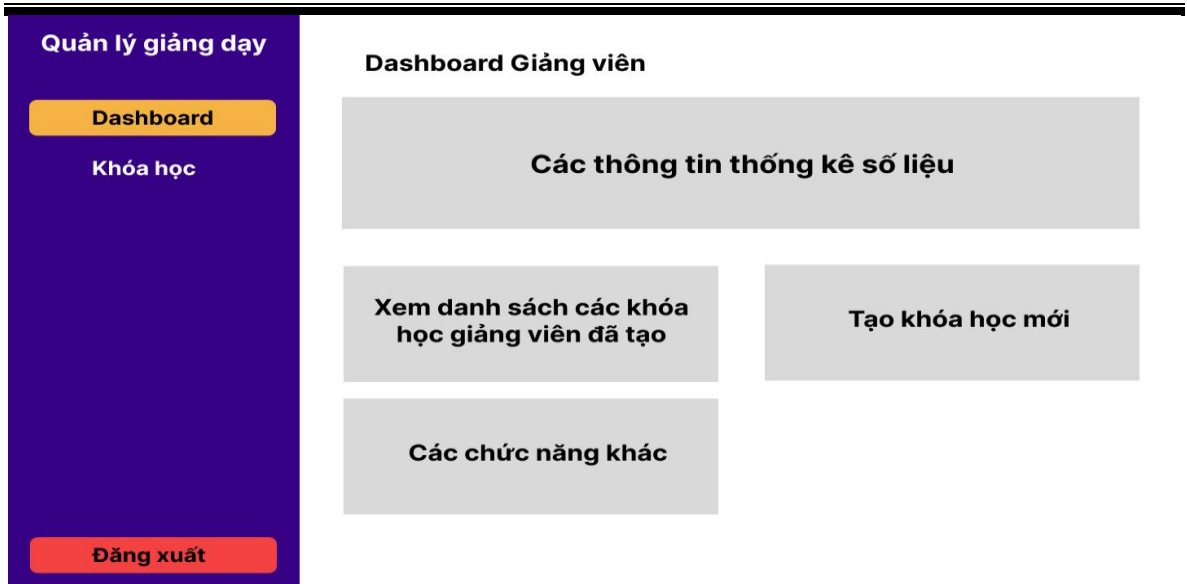 Quản lý giảng dạy
Dashboard
Khóa học
Đăng xuất
Dashboard Giảng viên
Các thông tin thống kê số liệu
Xem danh sách các khóa
học giảng viên đã tạo
Tạo khóa học mới
Các chức năng khác